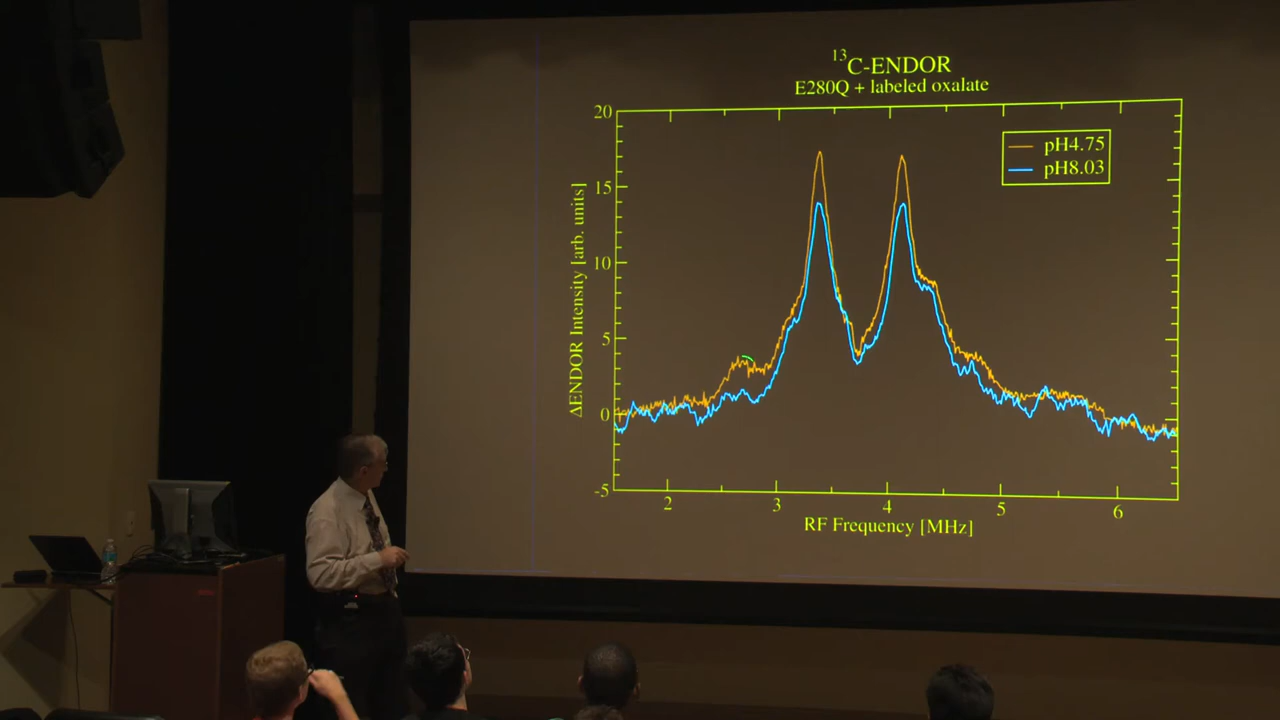 ¹³C-ENDOR
E280Q + labeled oxalate
20
15
10
5
0
-5
ΔENDOR Intensity [arb. units]
pH4.75
pH8.03
2 3 4 5 6
RF Frequency [MHz]